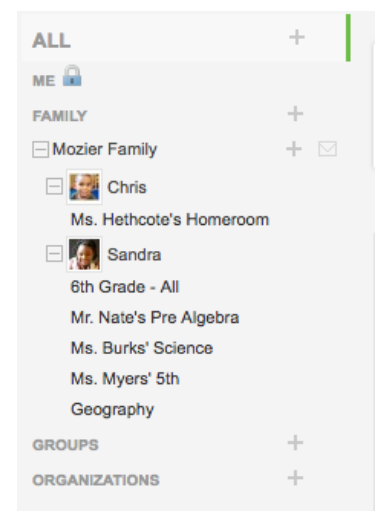 ALL
ME
FAMILY
Mozier Family
Chris
Ms. Hethcote's Homeroom
Sandra
6th Grade - All
Mr. Nate's Pre Algebra
Ms. Burks' Science
Ms. Myers' 5th
Geography
GROUPS
ORGANIZATIONS